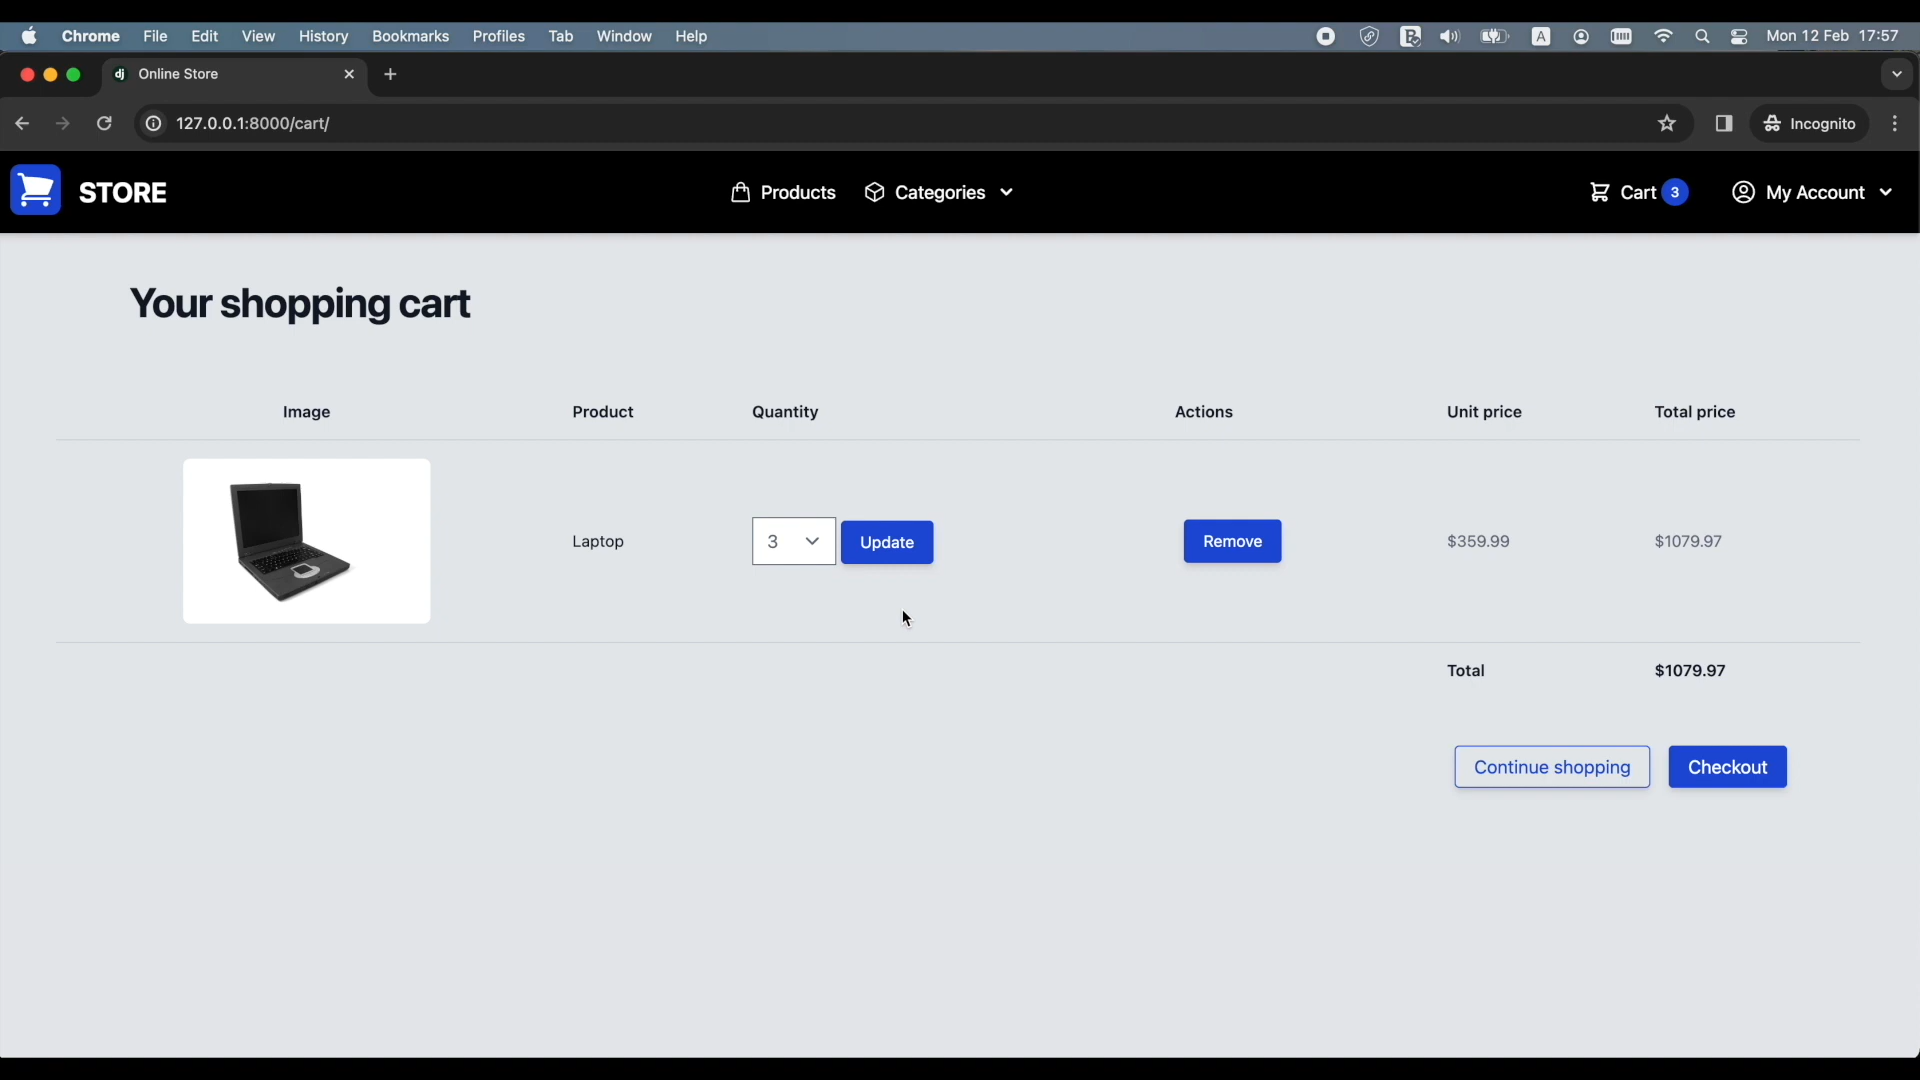 Chrome File Edit View History Bookmarks Profiles Tab Window Help A Mon 12 Feb 17:57
dj Online Store
127.0.0.1:8000/cart/ Incognito
STORE Products Categories Cart 3 My Account
Your shopping cart
Image Product Quantity Actions Unit price Total price
Laptop 3 Update Remove $359.99 $1079.97
Total $1079.97
Continue shopping Checkout